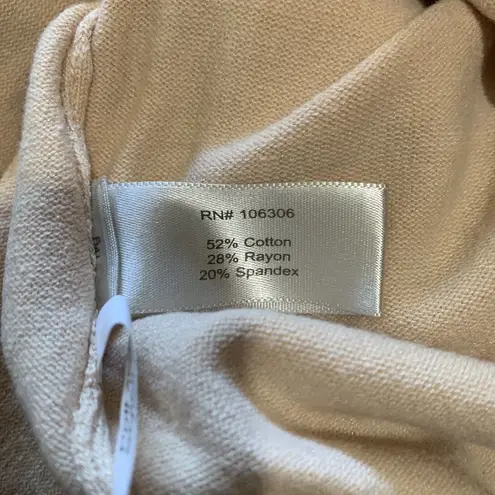 RN# 106306
52% Cotton
28% Rayon
20% Spandex